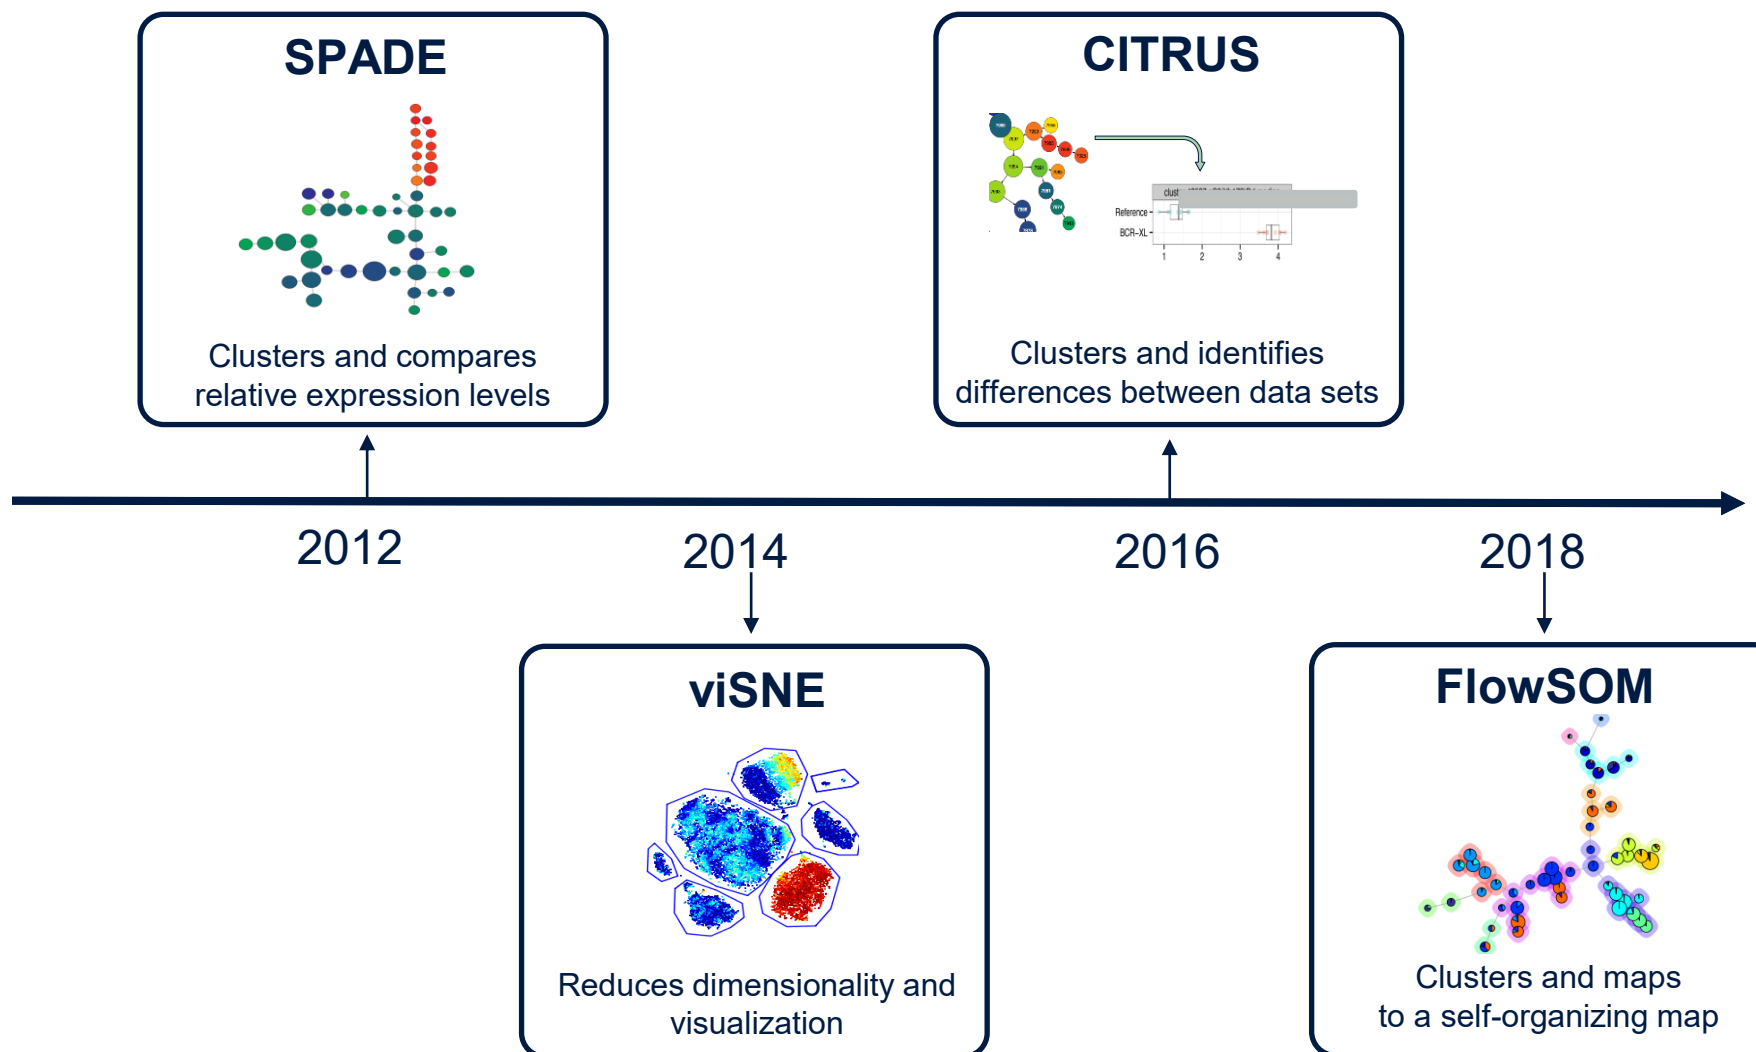 SPADE
Clusters and compares
relative expression levels
CITRUS
Reference
BCR-XL
1 2 3 4
Clusters and identifies
differences between data sets
2012
2014
2016
2018
viSNE
Reduces dimensionality and
visualization
FlowSOM
Clusters and maps
to a self-organizing map